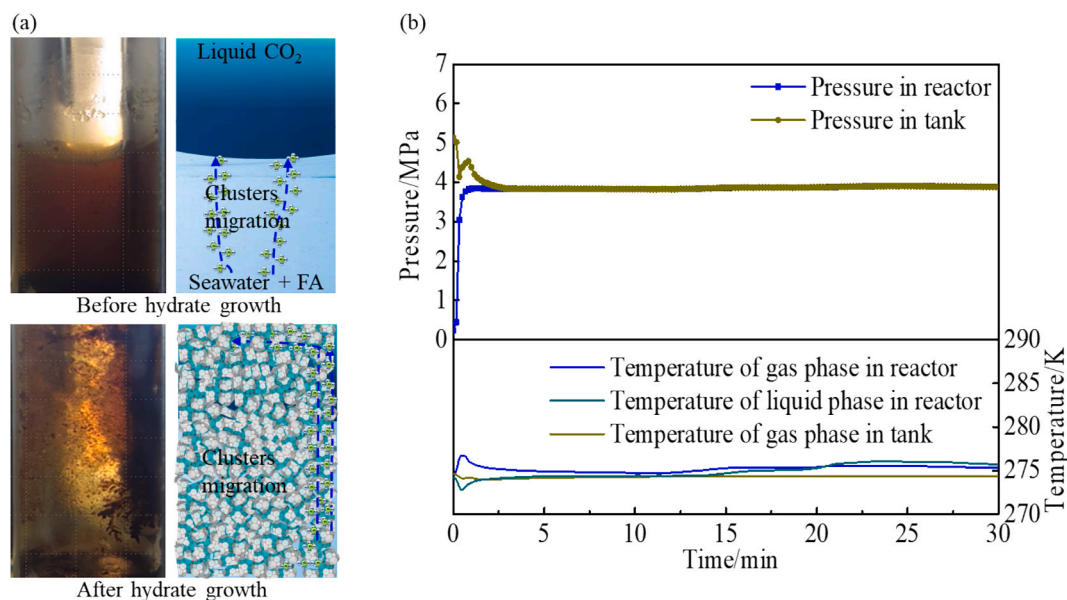 (a)
Liquid CO₂
Clusters
migration
Seawater + FA
Before hydrate growth
Clusters
migration
After hydrate growth
(b)
7
6
5
4
3
2
1
0
Pressure/MPa
Pressure in reactor
Pressure in tank
290
285
280
275
270
Temperature/K
Temperature of gas phase in reactor
Temperature of liquid phase in reactor
Temperature of gas phase in tank
0 5 10 15 20 25 30
Time/min